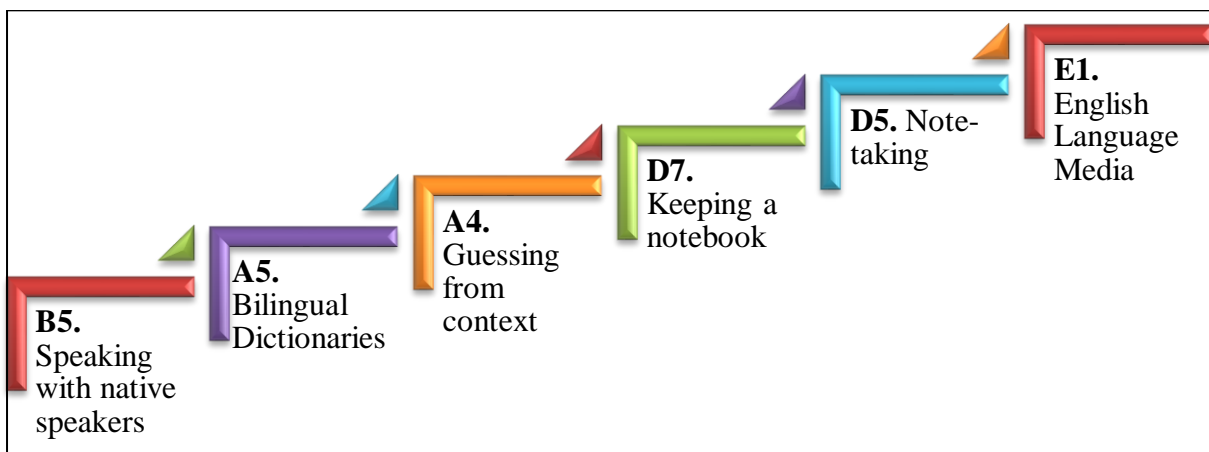 B5.
Speaking
with native
speakers
A5.
Bilingual
Dictionaries
A4.
Guessing
from
context
D7.
Keeping a
notebook
D5. Note-
taking
E1.
English
Language
Media